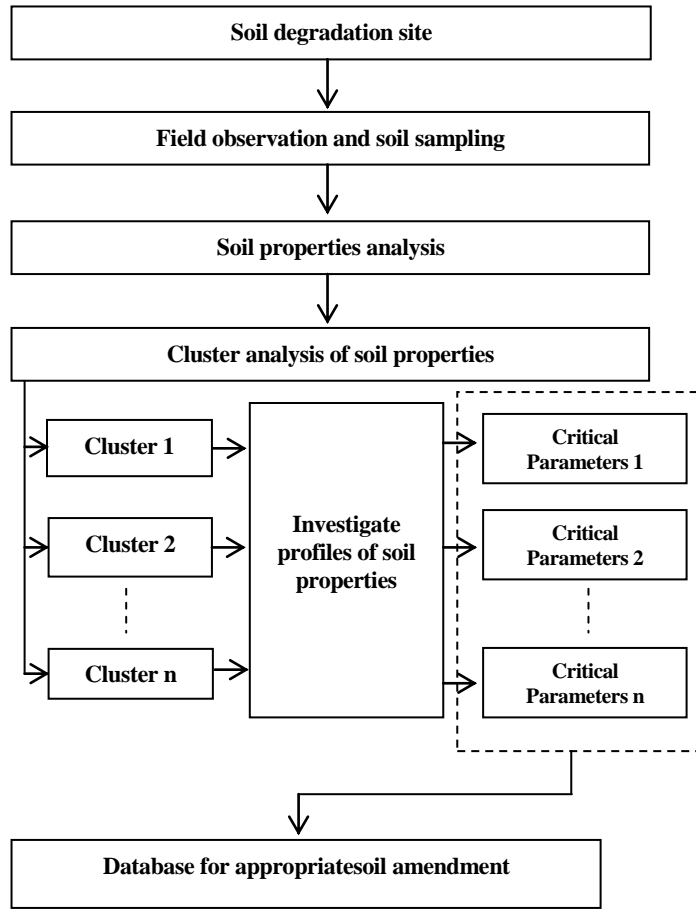 Soil degradation site
Field observation and soil sampling
Soil properties analysis
Cluster analysis of soil properties
Cluster 1
Cluster 2
Cluster n
Investigate
profiles of soil
properties
Critical
Parameters 1
Critical
Parameters 2
Critical
Parameters n
Database for appropriatesoil amendment